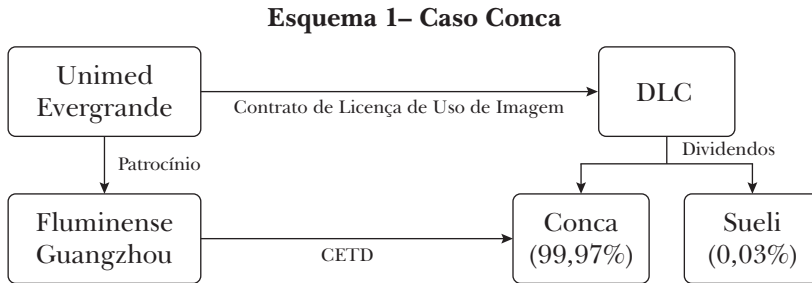 Esquema 1– Caso Conca
Unimed
Evergrande
Contrato de Licença de Uso de Imagem
DLC
Patrocínio
Dividendos
Fluminense
Guangzhou
CETD
Conca
(99,97%)
Sueli
(0,03%)